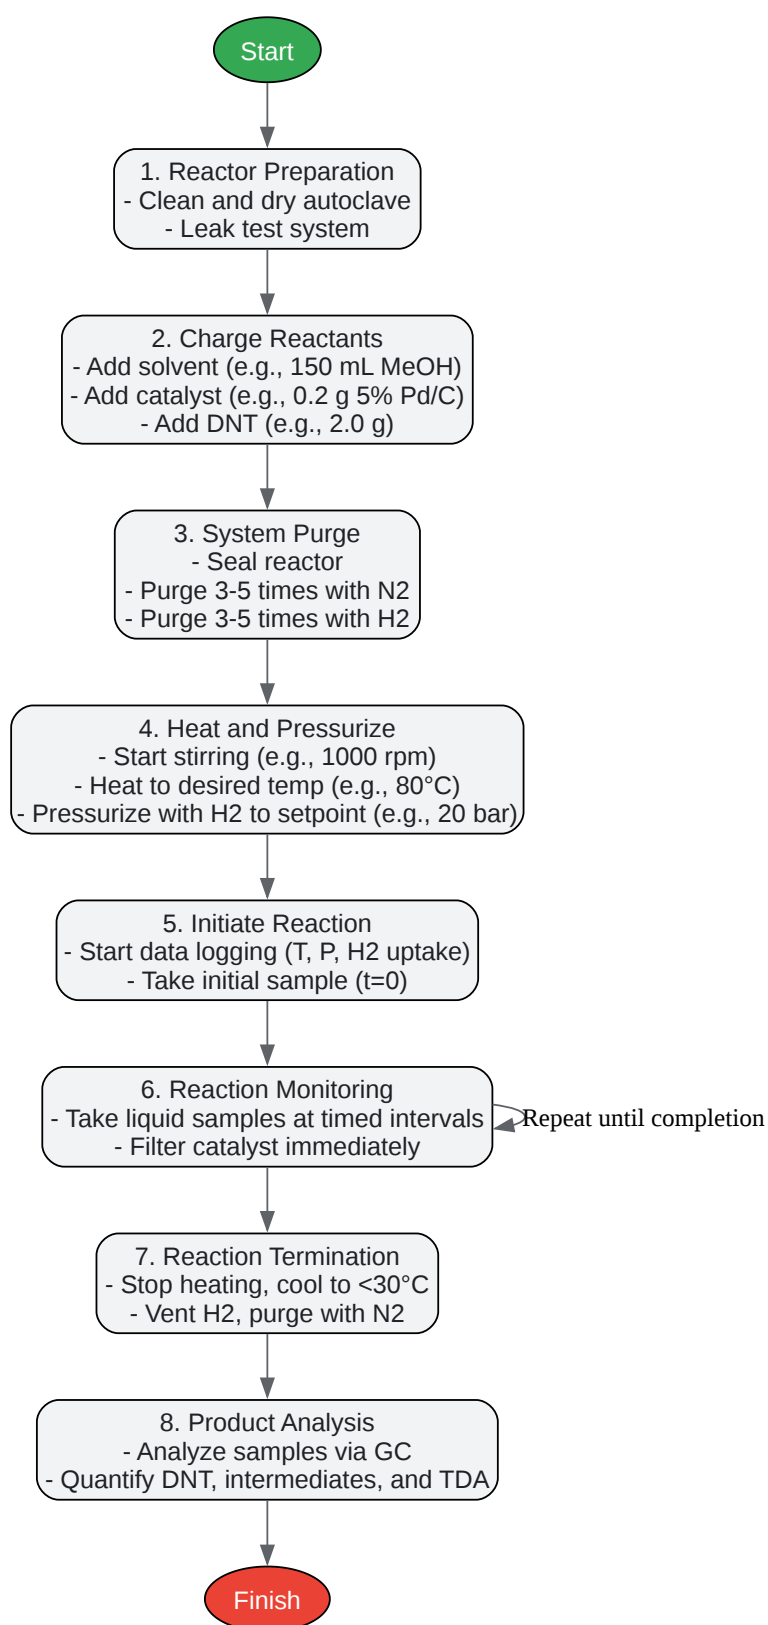 Start
1. Reactor Preparation
- Clean and dry autoclave
- Leak test system
2. Charge Reactants
- Add solvent (e.g., 150 mL MeOH)
- Add catalyst (e.g., 0.2 g 5% Pd/C)
- Add DNT (e.g., 2.0 g)
3. System Purge
- Seal reactor
- Purge 3-5 times with N2
- Purge 3-5 times with H2
4. Heat and Pressurize
- Start stirring (e.g., 1000 rpm)
- Heat to desired temp (e.g., 80°C)
- Pressurize with H2 to setpoint (e.g., 20 bar)
5. Initiate Reaction
- Start data logging (T, P, H2 uptake)
- Take initial sample (t=0)
6. Reaction Monitoring
- Take liquid samples at timed intervals
- Filter catalyst immediately
Repeat until completion
7. Reaction Termination
- Stop heating, cool to <30°C
- Vent H2, purge with N2
8. Product Analysis
- Analyze samples via GC
- Quantify DNT, intermediates, and TDA
Finish